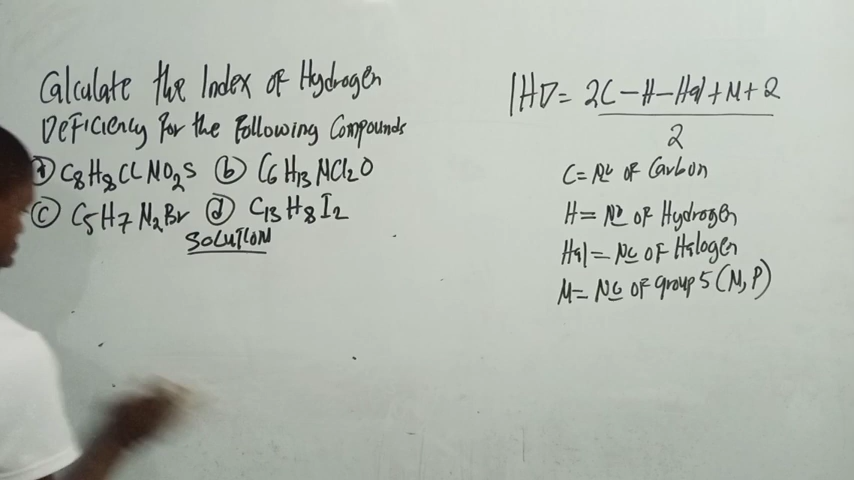 Calculate the Index of Hydrogen
Deficiency for the following Compounds
a C8H8ClNO2S b C6H13NCl2O
c C5H7N2Br d C13H8I2
SOLUTION
IHD = 2C - H - Hal + N + 2
2
C = No of Carbon
H = No of Hydrogen
Hal = No of Halogen
N = No of group 5 (N, P)